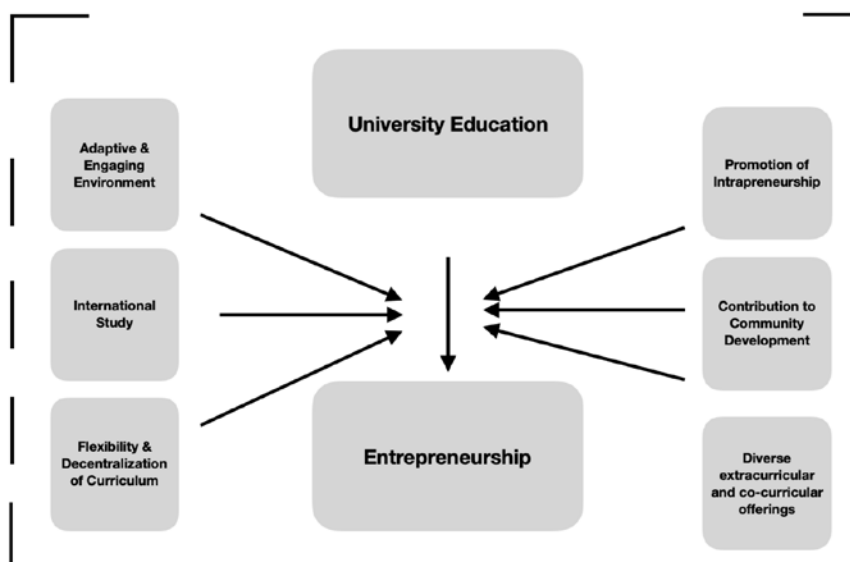 University Education
Adaptive &
Engaging
Environment
Promotion of
Intrapreneurship
International
Study
Contribution to
Community
Development
Flexibility &
Decentralization
of Curriculum
Entrepreneurship
Diverse
extracurricular
and co-curricular
offerings